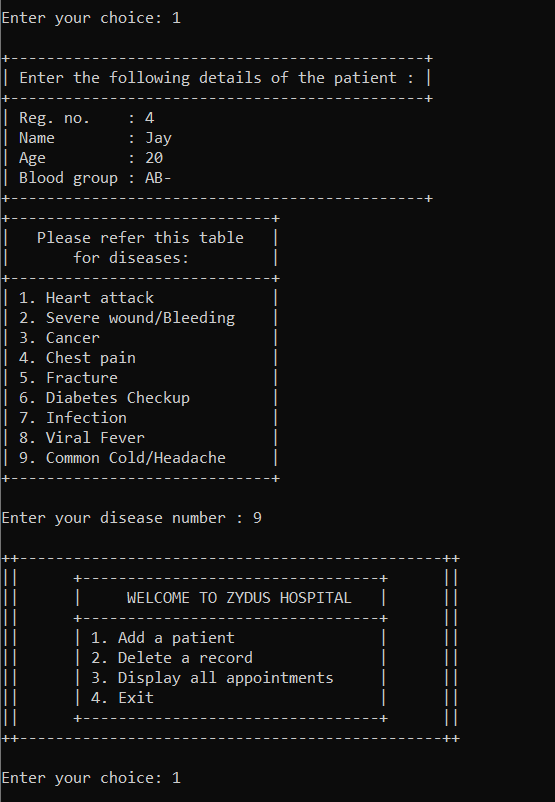 Enter your choice: 1
+----------------------------------------------+
| Enter the following details of the patient : |
+----------------------------------------------+
| Reg. no.    : 4
| Name        : Jay
| Age         : 20
| Blood group : AB-
+----------------------------------------------+
+-----------------------------+
|   Please refer this table   |
|       for diseases:         |
+-----------------------------+
| 1. Heart attack             |
| 2. Severe wound/Bleeding    |
| 3. Cancer                   |
| 4. Chest pain               |
| 5. Fracture                 |
| 6. Diabetes Checkup         |
| 7. Infection                |
| 8. Viral Fever              |
| 9. Common Cold/Headache     |
+-----------------------------+
Enter your disease number : 9
++-----------------------------------------------++
||      +---------------------------------+      ||
||      |     WELCOME TO ZYDUS HOSPITAL   |      ||
||      +---------------------------------+      ||
||      | 1. Add a patient                |      ||
||      | 2. Delete a record              |      ||
||      | 3. Display all appointments     |      ||
||      | 4. Exit                         |      ||
||      +---------------------------------+      ||
++-----------------------------------------------++
Enter your choice: 1